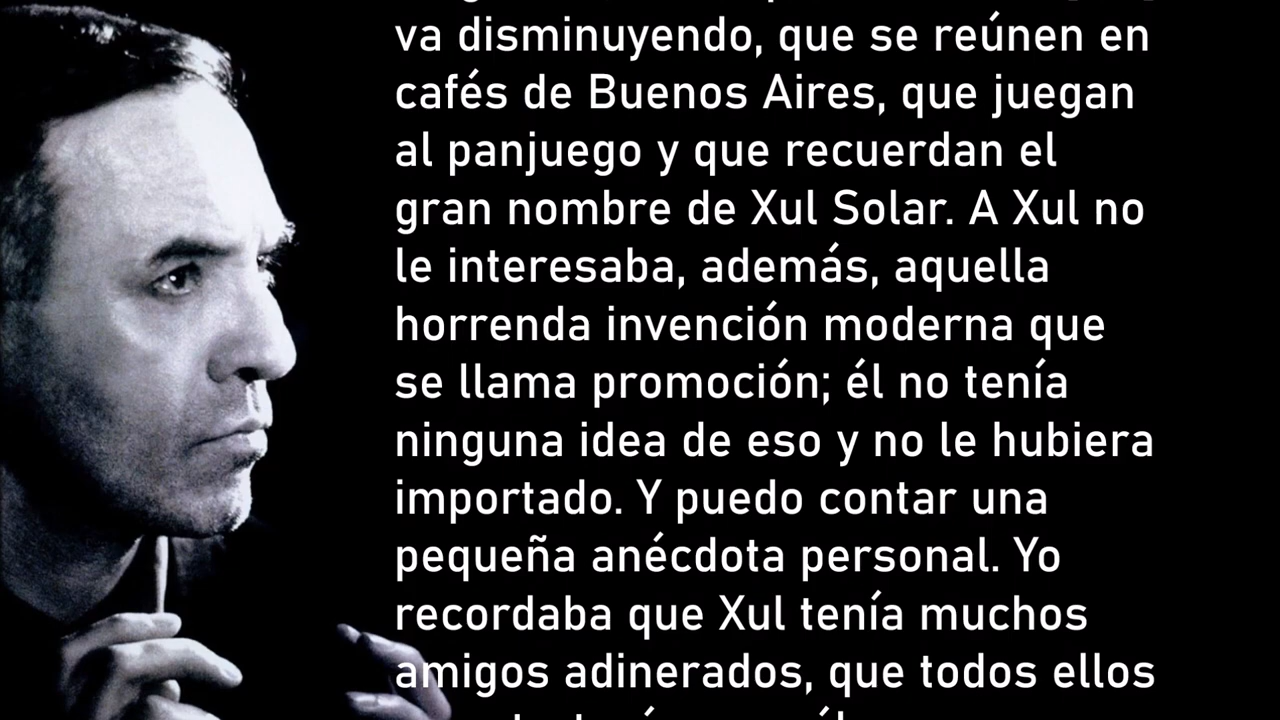 va disminuyendo, que se reúnen en
cafés de Buenos Aires, que juegan
al panjuego y que recuerdan el
gran nombre de Xul Solar. A Xul no
le interesaba, además, aquella
horrenda invención moderna que
se llama promoción; él no tenía
ninguna idea de eso y no le hubiera
importado. Y puedo contar una
pequeña anécdota personal. Yo
recordaba que Xul tenía muchos
amigos adinerados, que todos ellos